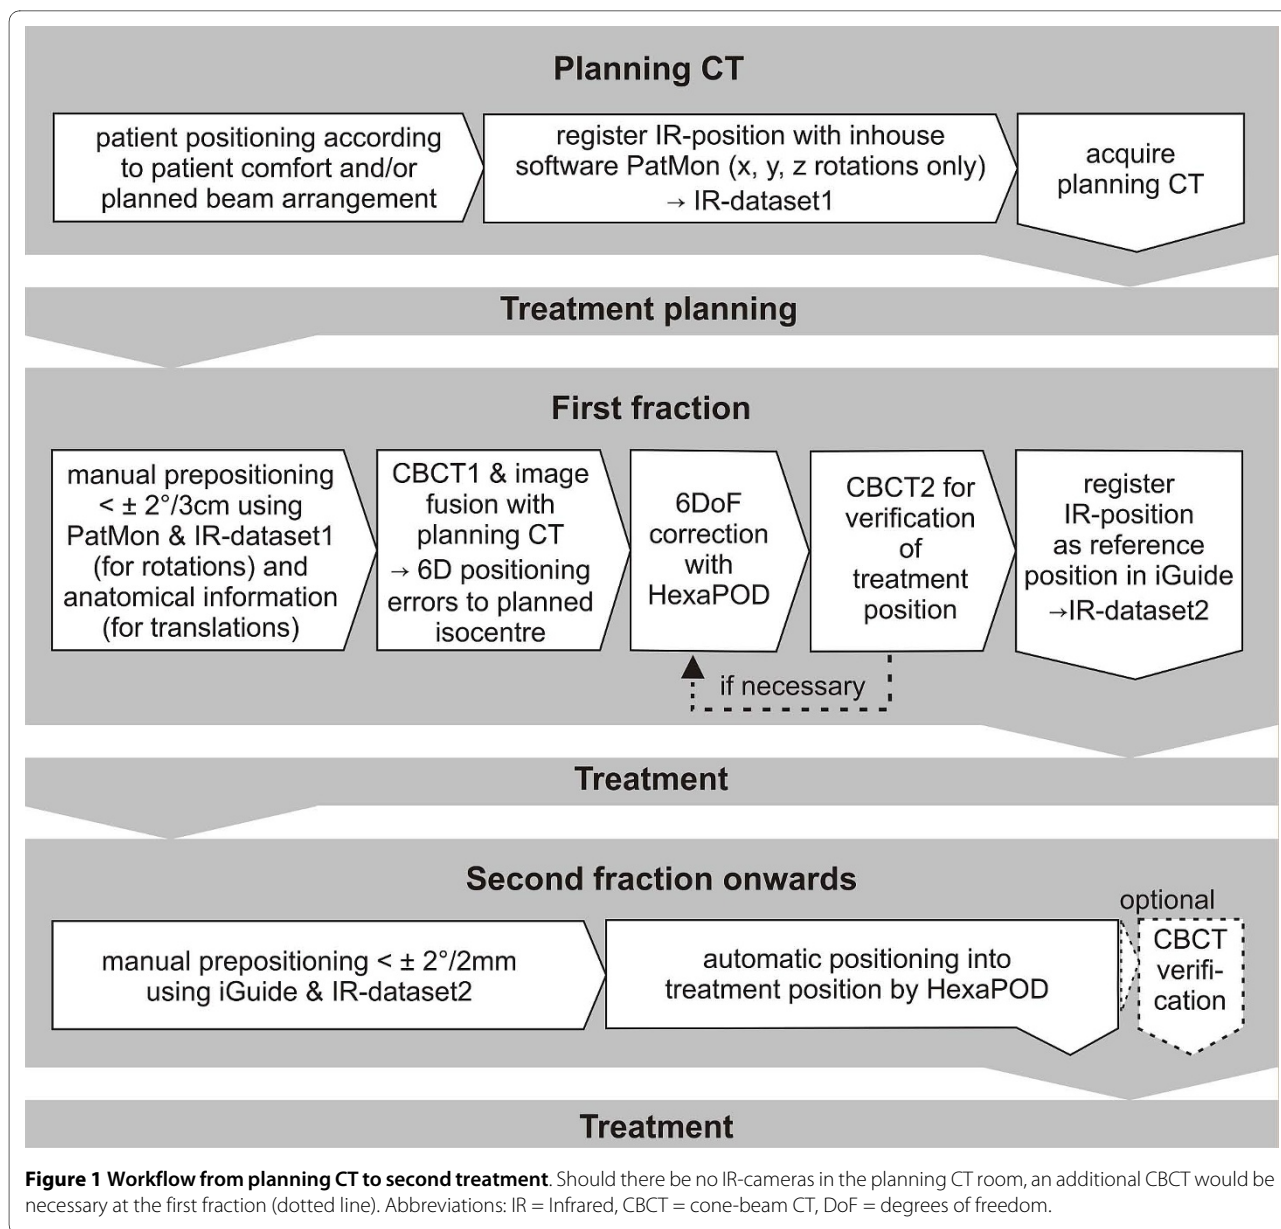 Planning CT
patient positioning according
to patient comfort and/or
planned beam arrangement
register IR-position with inhouse
software PatMon (x, y, z rotations only)
→ IR-dataset1
acquire
planning CT
Treatment planning
First fraction
manual prepositioning
< ± 2°/3cm using
PatMon & IR-dataset1
(for rotations) and
anatomical information
(for translations)
CBCT1 & image
fusion with
planning CT
→ 6D positioning
errors to planned
isocentre
6DoF
correction
with
HexaPOD
CBCT2 for
verification
of
treatment
position
register
IR-position
as reference
position in iGuide
→IR-dataset2
if necessary
Treatment
Second fraction onwards
manual prepositioning < ± 2°/2mm
using iGuide & IR-dataset2
automatic positioning into
treatment position by HexaPOD
optional
CBCT
verifi-
cation
Treatment
Figure 1 Workflow from planning CT to second treatment. Should there be no IR-cameras in the planning CT room, an additional CBCT would be
necessary at the first fraction (dotted line). Abbreviations: IR = Infrared, CBCT = cone-beam CT, DoF = degrees of freedom.